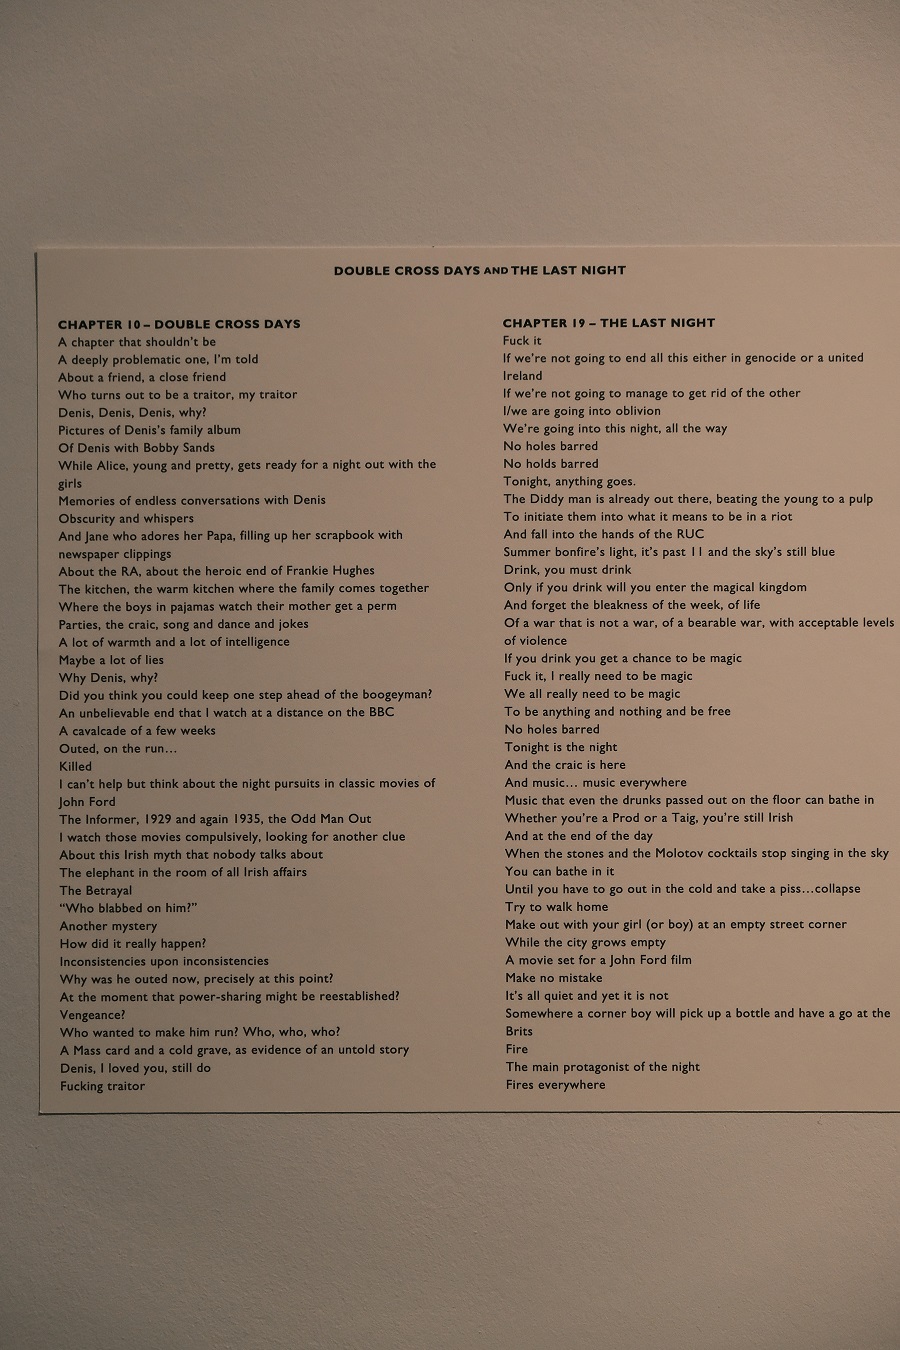 DOUBLE CROSS DAYS AND THE LAST NIGHT
CHAPTER 10 – DOUBLE CROSS DAYS
A chapter that shouldn't be
A deeply problematic one, I'm told
About a friend, a close friend
Who turns out to be a traitor, my traitor
Denis, Denis, Denis, why?
Pictures of Denis's family album
Of Denis with Bobby Sands
While Alice, young and pretty, gets ready for a night out with the
girls
Memories of endless conversations with Denis
Obscurity and whispers
And Jane who adores her Papa, filling up her scrapbook with
newspaper clippings
About the RA, about the heroic end of Frankie Hughes
The kitchen, the warm kitchen where the family comes together
Where the boys in pajamas watch their mother get a perm
Parties, the craic, song and dance and jokes
A lot of warmth and a lot of intelligence
Maybe a lot of lies
Why Denis, why?
Did you think you could keep one step ahead of the boogeyman?
An unbelievable end that I watch at a distance on the BBC
A cavalcade of a few weeks
Outed, on the run...
Killed
I can't help but think about the night pursuits in classic movies of
John Ford
The Informer, 1929 and again 1935, the Odd Man Out
I watch those movies compulsively, looking for another clue
About this Irish myth that nobody talks about
The elephant in the room of all Irish affairs
The Betrayal
“Who blabbed on him?”
Another mystery
How did it really happen?
Inconsistencies upon inconsistencies
Why was he outed now, precisely at this point?
At the moment that power-sharing might be reestablished?
Vengeance?
Who wanted to make him run? Who, who, who?
A Mass card and a cold grave, as evidence of an untold story
Denis, I loved you, still do
Fucking traitor
CHAPTER 19 – THE LAST NIGHT
Fuck it
If we're not going to end all this either in genocide or a united
Ireland
If we're not going to manage to get rid of the other
I/we are going into oblivion
We're going into this night, all the way
No holes barred
No holds barred
Tonight, anything goes.
The Diddy man is already out there, beating the young to a pulp
To initiate them into what it means to be in a riot
And fall into the hands of the RUC
Summer bonfire's light, it's past 11 and the sky's still blue
Drink, you must drink
Only if you drink will you enter the magical kingdom
And forget the bleakness of the week, of life
Of a war that is not a war, of a bearable war, with acceptable levels
of violence
If you drink you get a chance to be magic
Fuck it, I really need to be magic
We all really need to be magic
To be anything and nothing and be free
No holes barred
Tonight is the night
And the craic is here
And music... music everywhere
Music that even the drunks passed out on the floor can bathe in
Whether you're a Prod or a Taig, you're still Irish
And at the end of the day
When the stones and the Molotov cocktails stop singing in the sky
You can bathe in it
Until you have to go out in the cold and take a piss...collapse
Try to walk home
Make out with your girl (or boy) at an empty street corner
While the city grows empty
A movie set for a John Ford film
Make no mistake
It's all quiet and yet it is not
Somewhere a corner boy will pick up a bottle and have a go at the
Brits
Fire
The main protagonist of the night
Fires everywhere